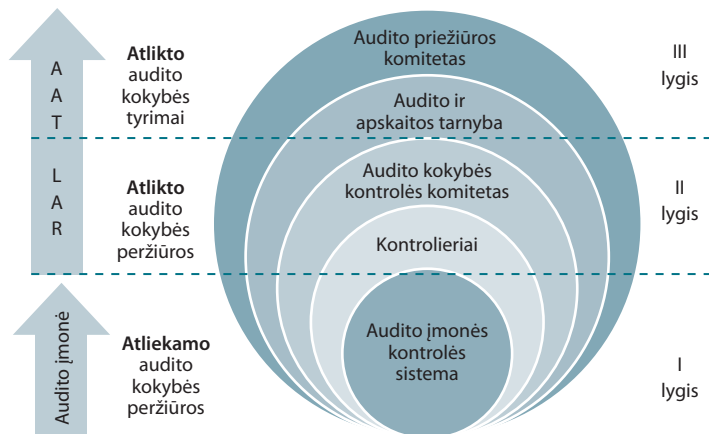 A
A
T
L
A
R
Audito įmonė
Atlikto
audito
kokybės
tyrimai
Atlikto
audito
kokybės
peržiūros
Atliekamo
audito
kokybės
peržiūros
Audito priežiūros
komitetas
Audito ir
apskaitos tarnyba
Audito kokybės
kontrolės komitetas
Kontrolieriai
Audito įmonės
kontrolės
sistema
III
lygis
II
lygis
I
lygis